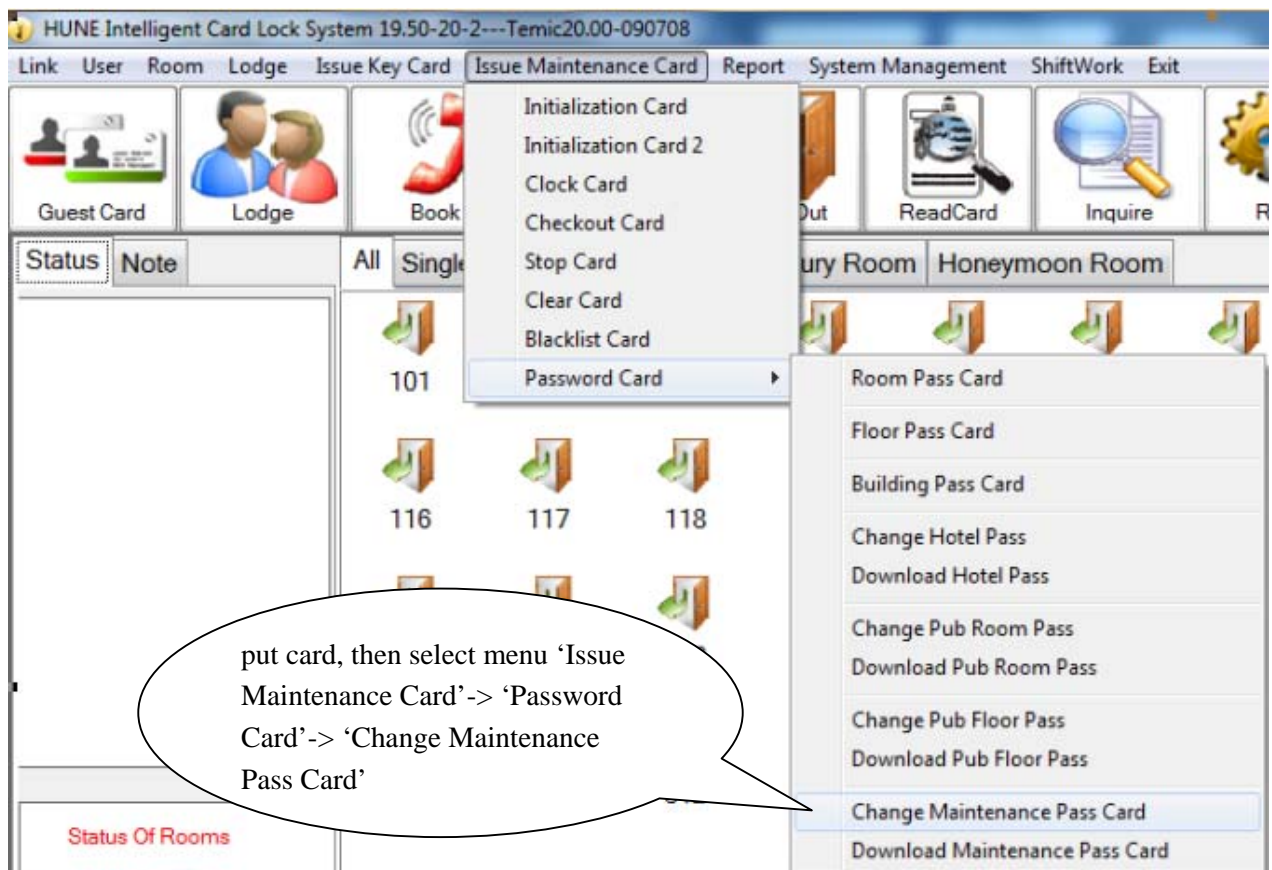 HUNE Intelligent Card Lock System 19.50-20-2---Temic20.00-090708
Link User Room Lodge Issue Key Card Issue Maintenance Card Report System Management ShiftWork Exit
Guest Card Lodge Book Out ReadCard Inquire R
Initialization Card
Initialization Card 2
Clock Card
Checkout Card
Stop Card
Clear Card
Blacklist Card
Password Card
Status Note
All Single ury Room Honeymoon Room
101
116 117 118
Room Pass Card
Floor Pass Card
Building Pass Card
Change Hotel Pass
Download Hotel Pass
Change Pub Room Pass
Download Pub Room Pass
Change Pub Floor Pass
Download Pub Floor Pass
Change Maintenance Pass Card
Download Maintenance Pass Card
put card, then select menu ‘Issue
Maintenance Card’-> ‘Password
Card’-> ‘Change Maintenance
Pass Card’
Status Of Rooms